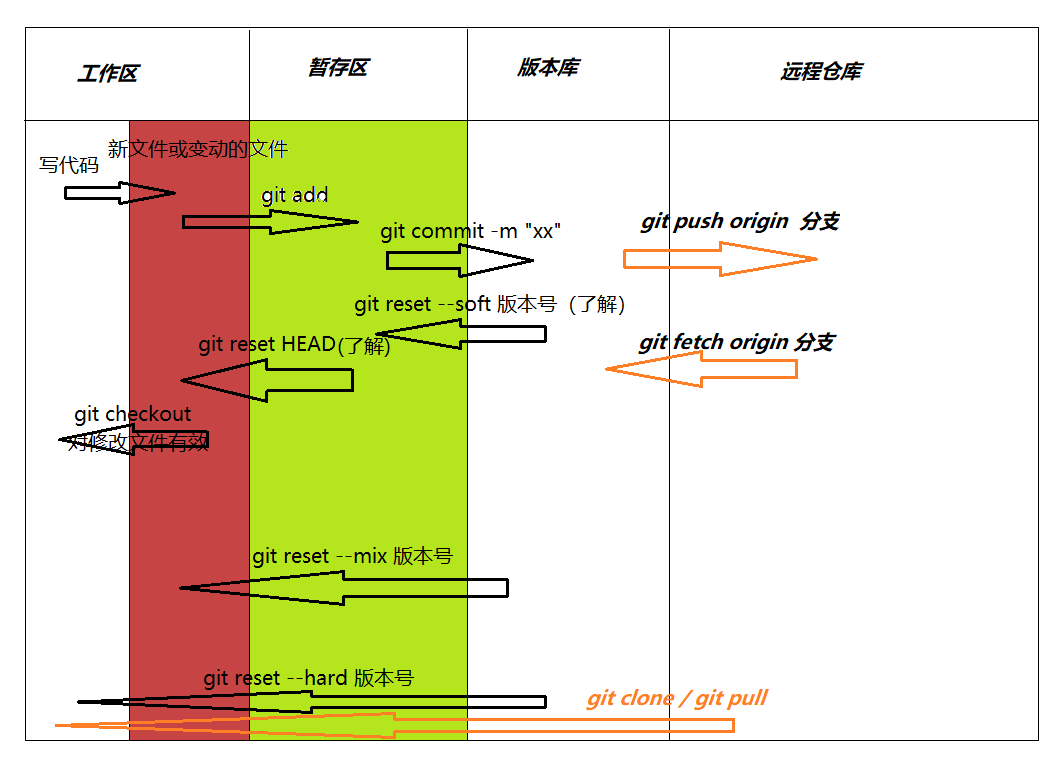 工作区
暂存区
版本库
远程仓库
新文件或变动的文件
写代码
git add
git commit -m "xx"
git push origin 分支
git reset --soft 版本号（了解）
git reset HEAD(了解)
git fetch origin 分支
git checkout
对修改文件有效
git reset --mix 版本号
git reset --hard 版本号
git clone / git pull